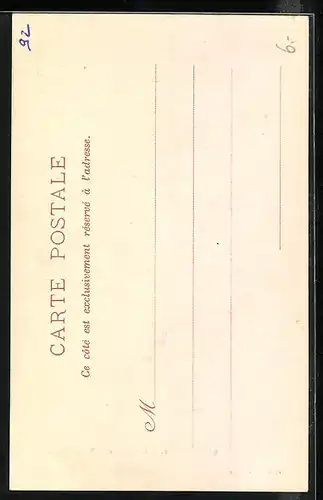 CARTE POSTALE
Ce côté est exclusivement réservé à l'adresse.
M
92
6.-